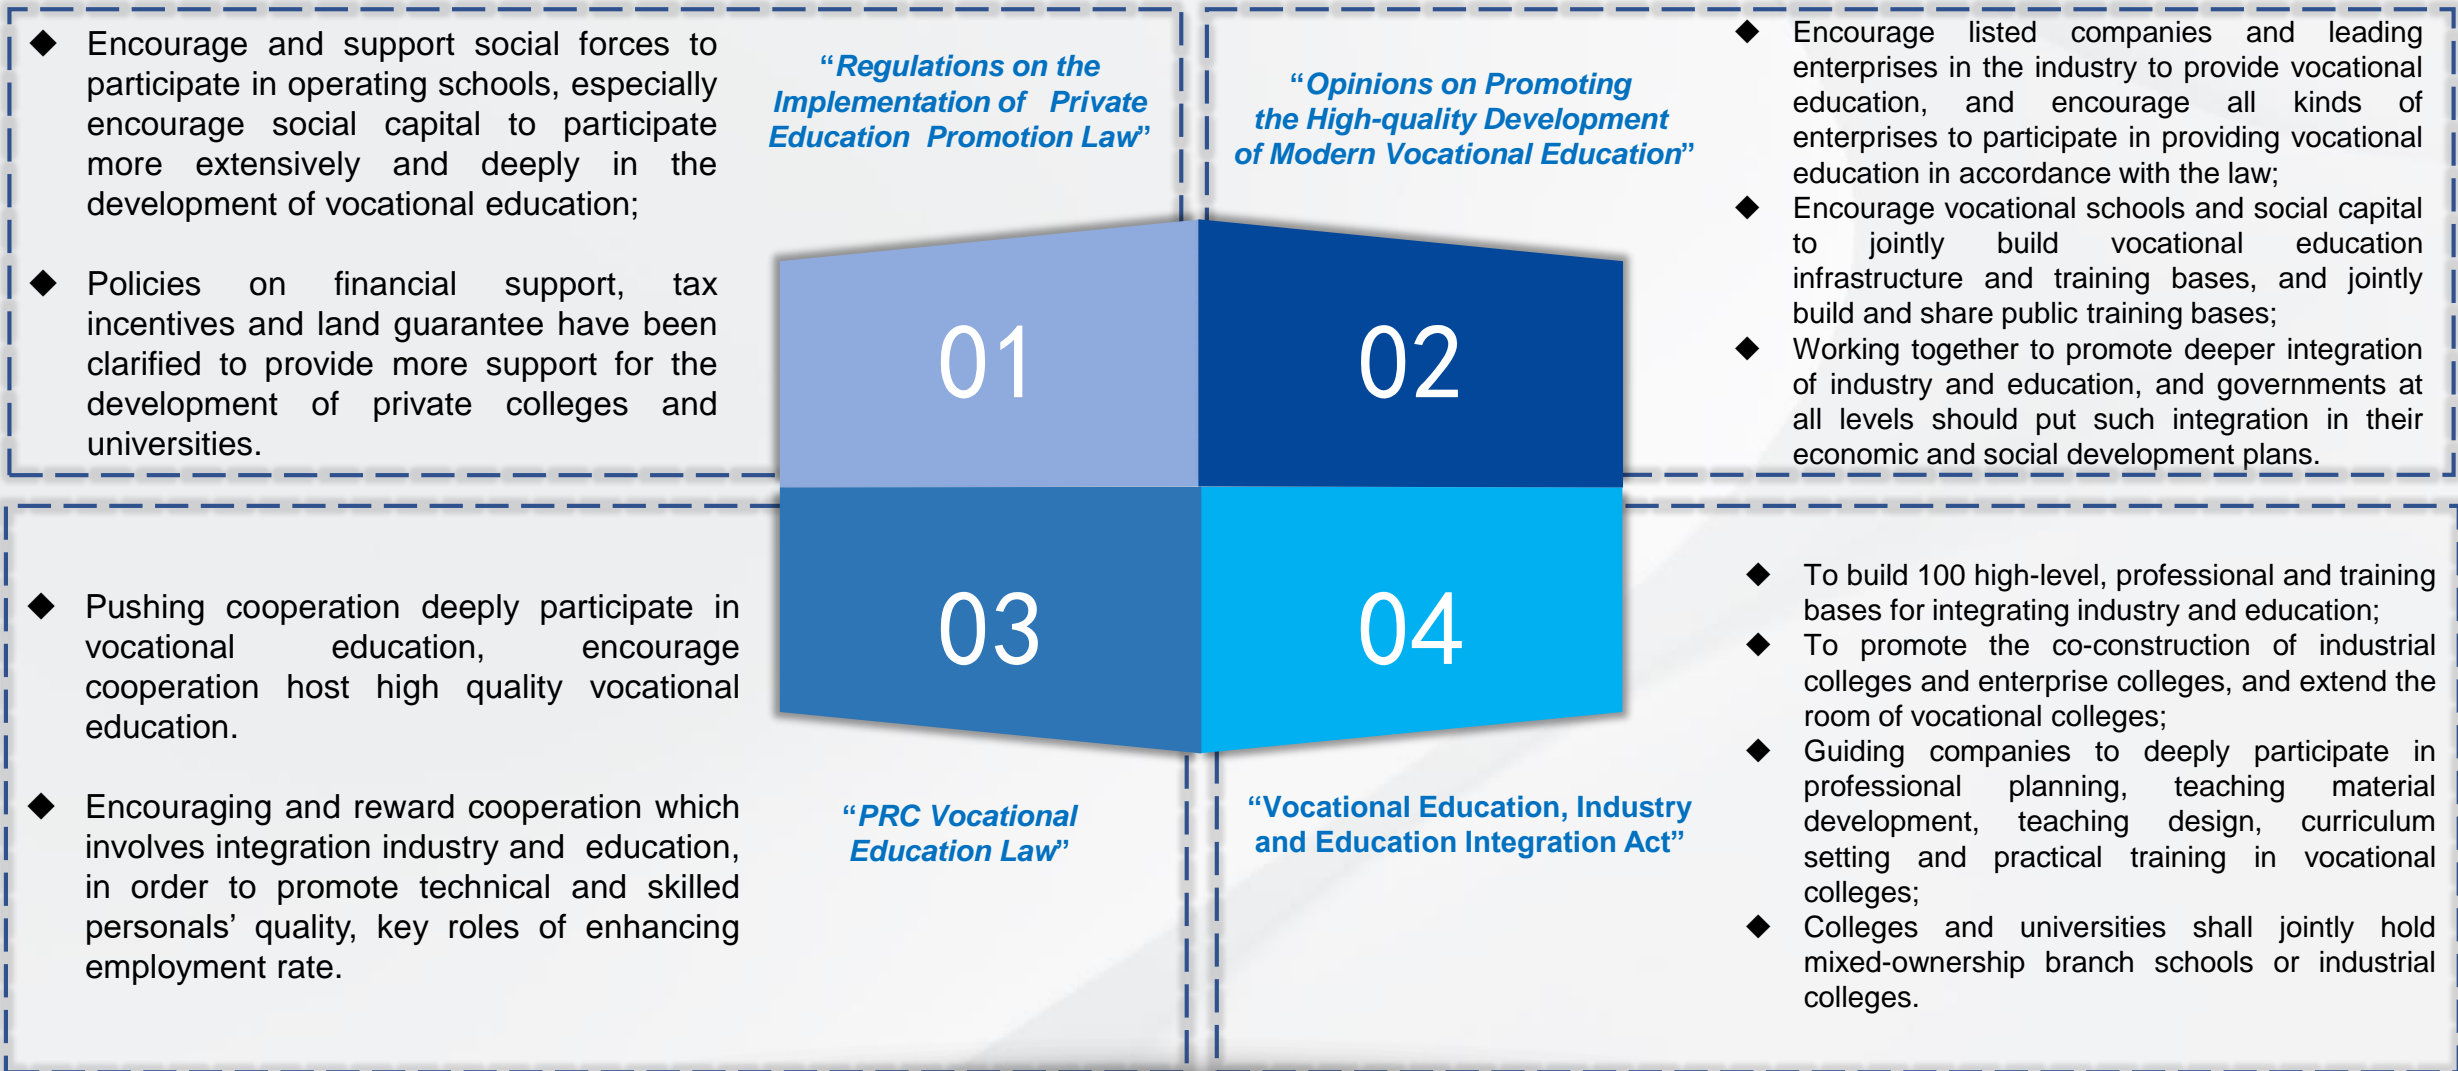 ◆ Encourage and support social forces to
participate in operating schools, especially
encourage social capital to participate
more extensively and deeply in the
development of vocational education;
◆ Policies on financial support, tax
incentives and land guarantee have been
clarified to provide more support for the
development of private colleges and
universities.
“Regulations on the
Implementation of Private
Education Promotion Law”
01
“Opinions on Promoting
the High-quality Development
of Modern Vocational Education”
02
◆ Encourage listed companies and leading
enterprises in the industry to provide vocational
education, and encourage all kinds of
enterprises to participate in providing vocational
education in accordance with the law;
◆ Encourage vocational schools and social capital
to jointly build vocational education
infrastructure and training bases, and jointly
build and share public training bases;
◆ Working together to promote deeper integration
of industry and education, and governments at
all levels should put such integration in their
economic and social development plans.
◆ Pushing cooperation deeply participate in
vocational education, encourage
cooperation host high quality vocational
education.
◆ Encouraging and reward cooperation which
involves integration industry and education,
in order to promote technical and skilled
personals’ quality, key roles of enhancing
employment rate.
03
“PRC Vocational
Education Law”
04
“Vocational Education, Industry
and Education Integration Act”
◆ To build 100 high-level, professional and training
bases for integrating industry and education;
◆ To promote the co-construction of industrial
colleges and enterprise colleges, and extend the
room of vocational colleges;
◆ Guiding companies to deeply participate in
professional planning, teaching material
development, teaching design, curriculum
setting and practical training in vocational
colleges;
◆ Colleges and universities shall jointly hold
mixed-ownership branch schools or industrial
colleges.